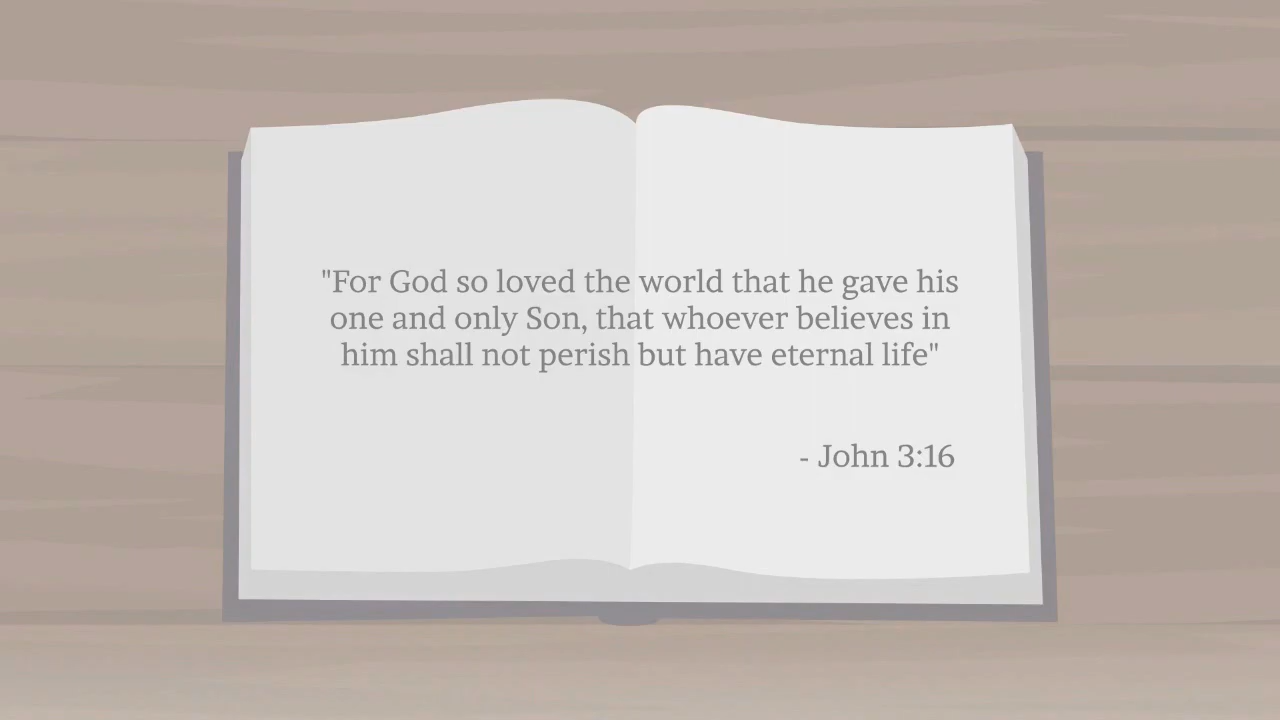 "For God so loved the world that he gave his
one and only Son, that whoever believes in
him shall not perish but have eternal life"
- John 3:16